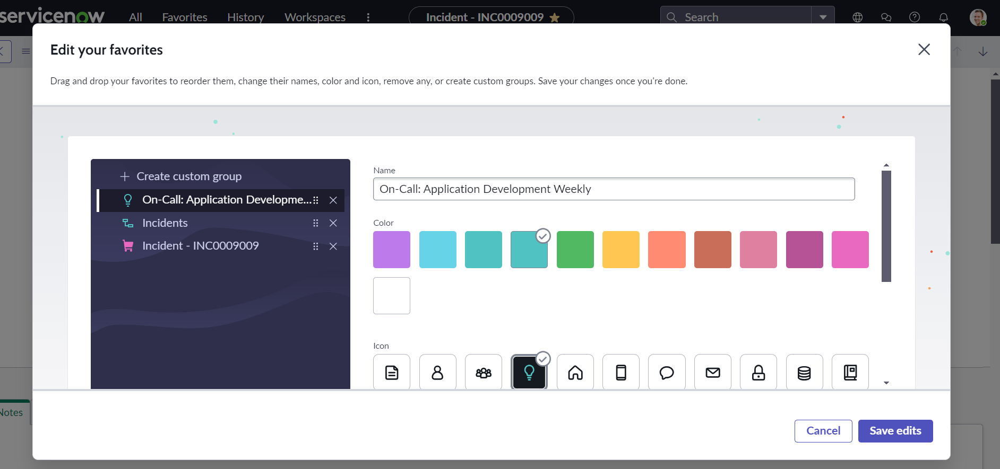 servicenow
All Favorites History Workspaces
Incident - INC0009009
Search
Edit your favorites
Drag and drop your favorites to reorder them, change their names, color and icon, remove any, or create custom groups. Save your changes once you're done.
Create custom group
On-Call: Application Developme...
Incidents
Incident - INC0009009
Name
On-Call: Application Development Weekly
Color
Icon
Notes
Cancel Save edits